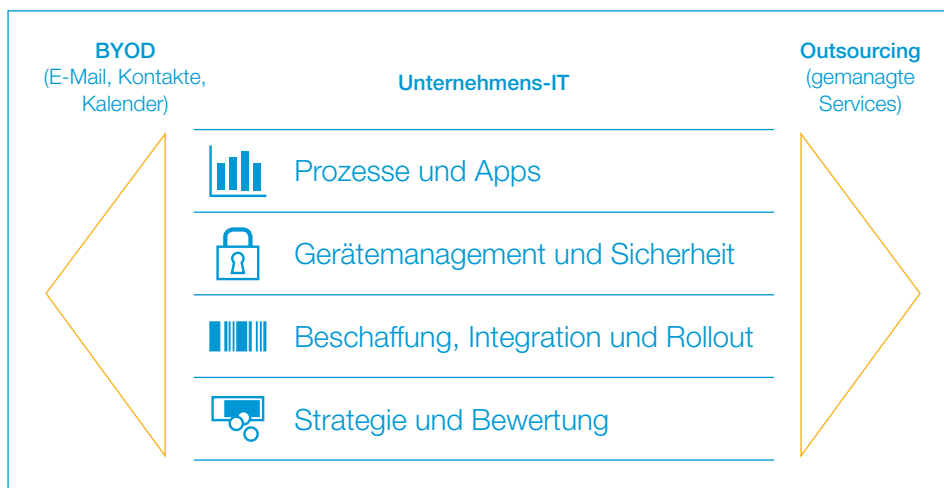 BYOD
(E-Mail, Kontakte,
Kalender)
Unternehmens-IT
Outsourcing
(gemanagte
Services)
Prozesse und Apps
Gerätemanagement und Sicherheit
Beschaffung, Integration und Rollout
Strategie und Bewertung